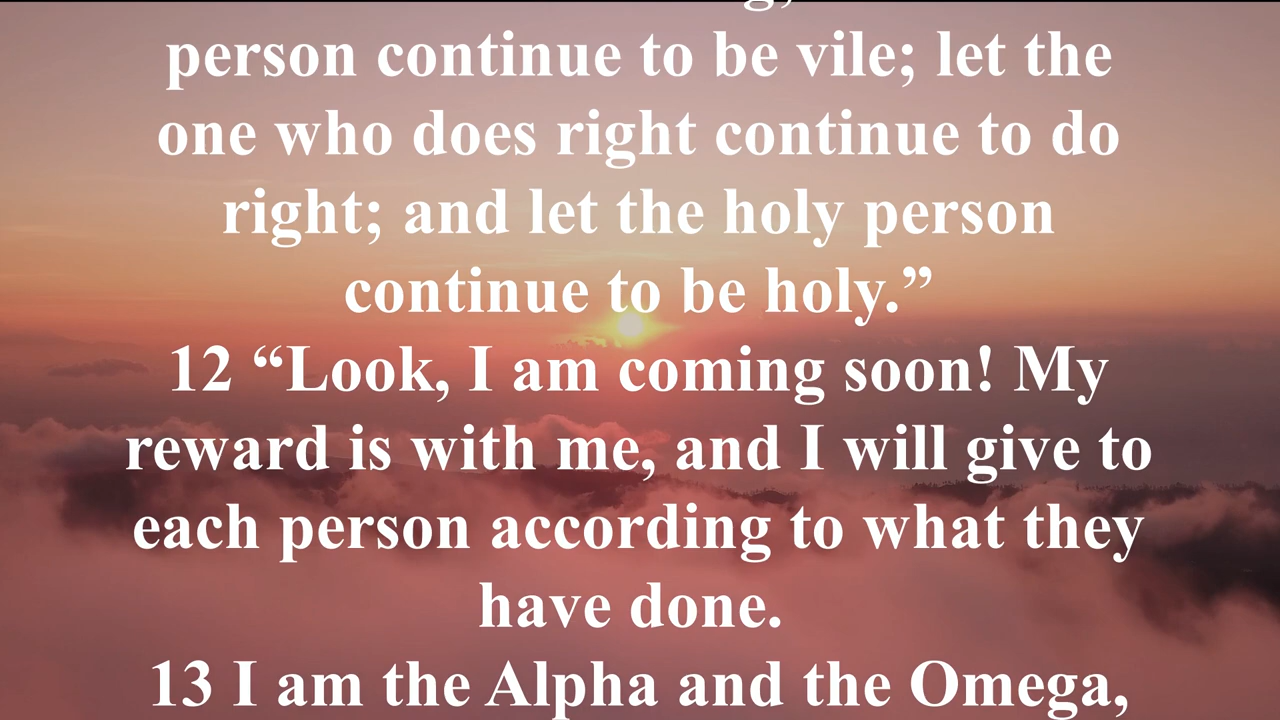 person continue to be vile; let the
one who does right continue to do
right; and let the holy person
continue to be holy.”
12 “Look, I am coming soon! My
reward is with me, and I will give to
each person according to what they
have done.
13 I am the Alpha and the Omega,